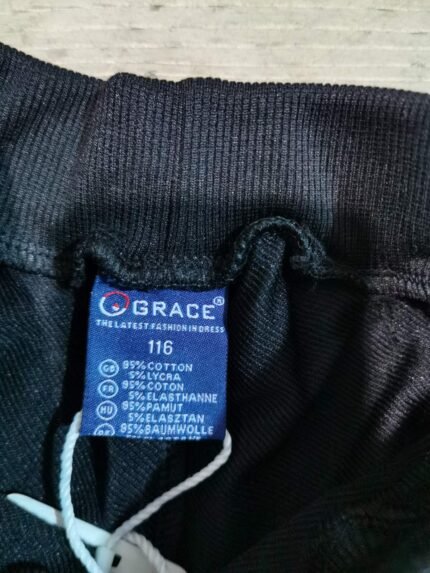 GRACE®
THE LATEST FASHION IN DRESS
116
GB 95% COTTON
5% LYCRA
FR 95% COTON
5% ELASTHANNE
HU 95% PAMUT
5% ELASZTAN
DE 95% BAUMWOLLE